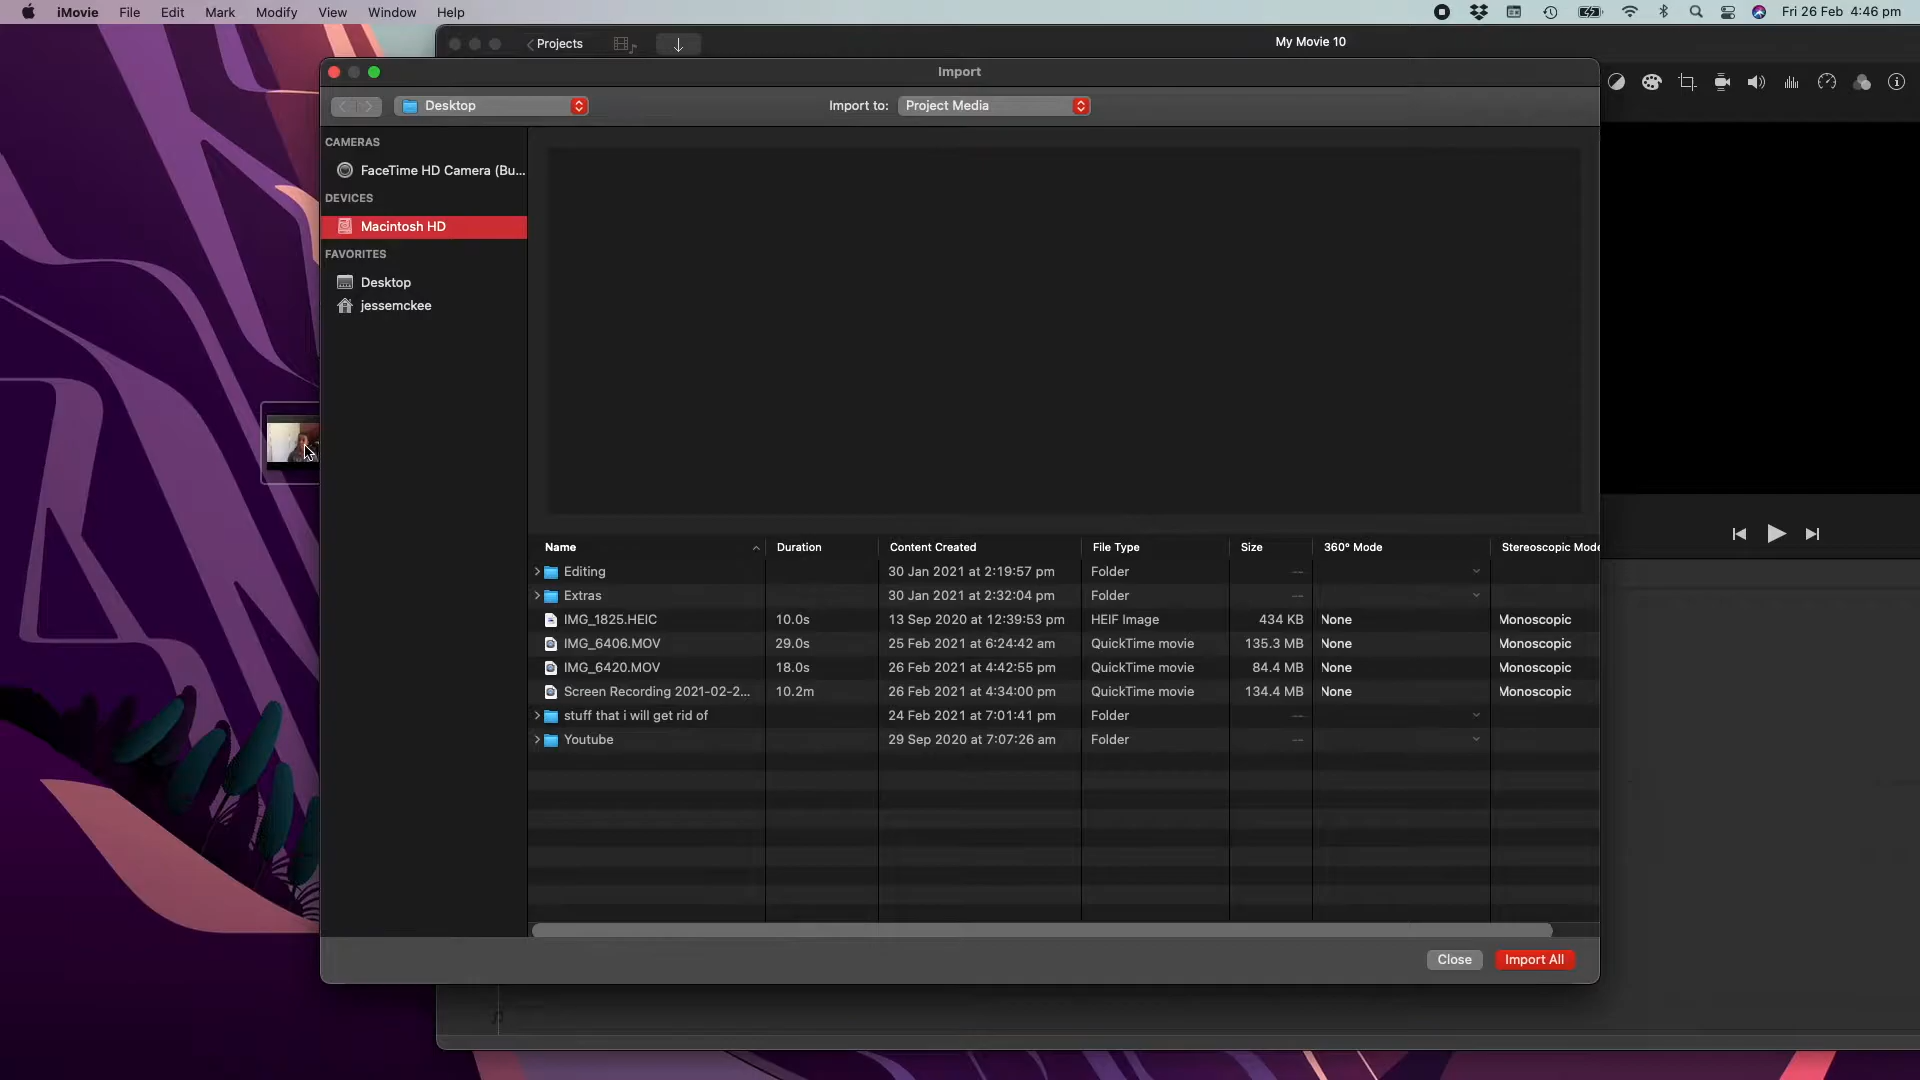 iMovie File Edit Mark Modify View Window Help Fri 26 Feb 4:46 pm
Projects My Movie 10
Import
Desktop Import to: Project Media
CAMERAS
FaceTime HD Camera (Bu...
DEVICES
Macintosh HD
FAVORITES
Desktop
jessemckee
Name Duration Content Created File Type Size 360° Mode Stereoscopic Mode
Editing 30 Jan 2021 at 2:19:57 pm Folder --
Extras 30 Jan 2021 at 2:32:04 pm Folder --
IMG_1825.HEIC 10.0s 13 Sep 2020 at 12:39:53 pm HEIF Image 434 KB None Monoscopic
IMG_6406.MOV 29.0s 25 Feb 2021 at 6:24:42 am QuickTime movie 135.3 MB None Monoscopic
IMG_6420.MOV 18.0s 26 Feb 2021 at 4:42:55 pm QuickTime movie 84.4 MB None Monoscopic
Screen Recording 2021-02-2... 10.2m 26 Feb 2021 at 4:34:00 pm QuickTime movie 134.4 MB None Monoscopic
stuff that i will get rid of 24 Feb 2021 at 7:01:41 pm Folder --
Youtube 29 Sep 2020 at 7:07:26 am Folder --
Close Import All